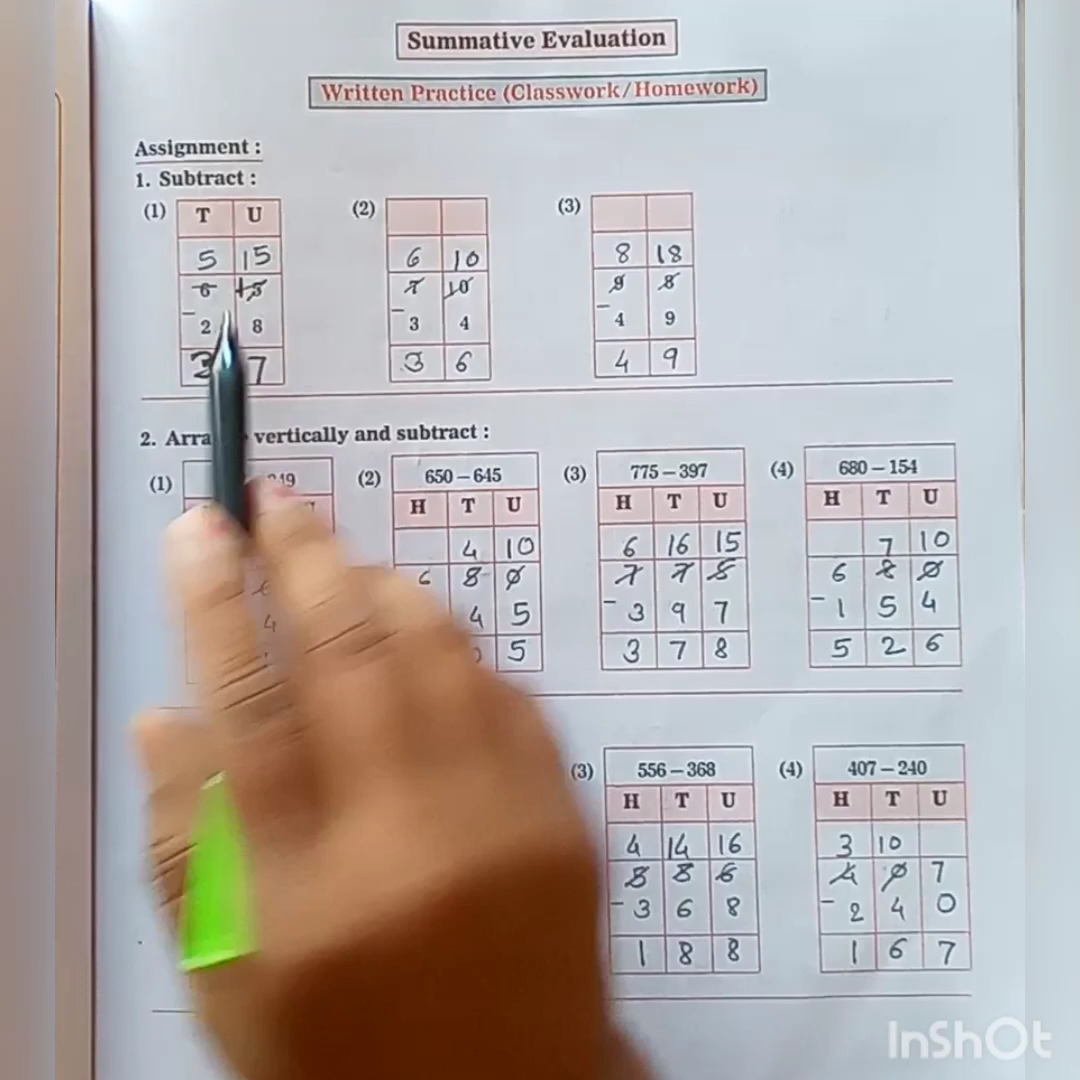 Summative Evaluation
Written Practice (Classwork/Homework)
Assignment :
1. Subtract :
(1) T U
5 15
6 15
- 2 8
3 7
(2)
6 10
7 10
- 3 4
3 6
(3)
8 18
9 8
- 4 9
4 9
2. vertically and subtract :
(1)
(2) 650 – 645
H T U
4 10
6 0
4 5
5
(3) 775 – 397
H T U
6 16 15
7 7 5
- 3 9 7
3 7 8
(4) 680 – 154
H T U
7 10
6 8 0
- 1 5 4
5 2 6
(3) 556 – 368
H T U
4 14 16
5 5 6
- 3 6 8
1 8 8
(4) 407 – 240
H T U
3 10
4 0 7
- 2 4 0
1 6 7
InShOt